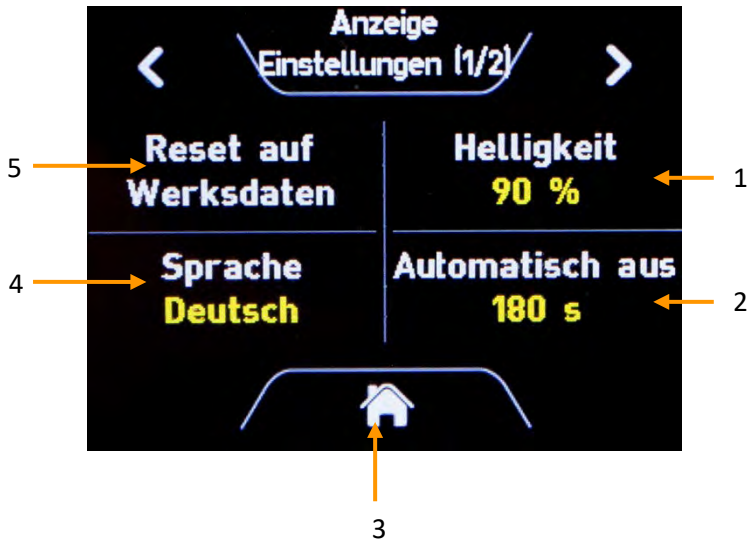 Anzeige
Einstellungen (1/2)
Reset auf
Werksdaten
Helligkeit
90 %
Sprache
Deutsch
Automatisch aus
180 s
5
1
4
2
3